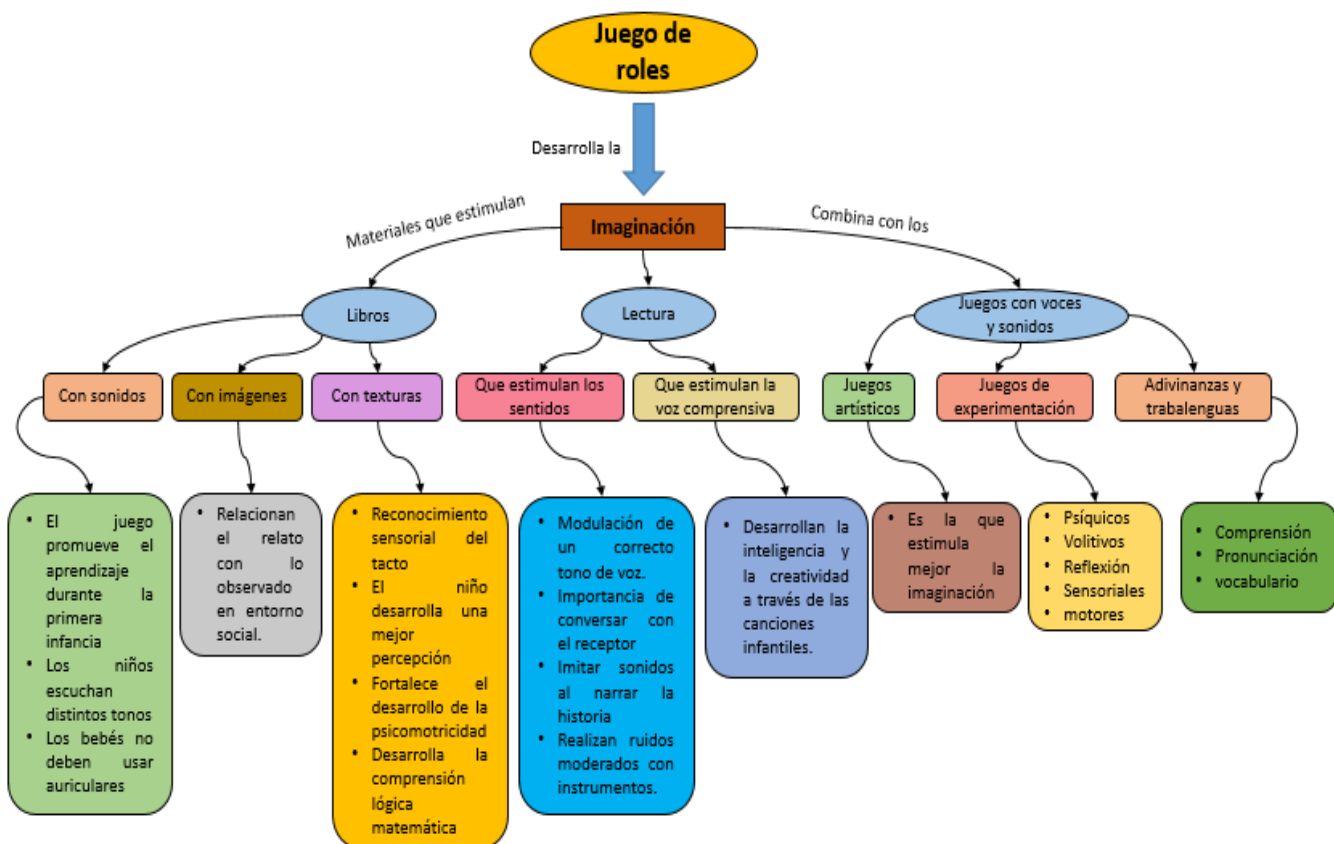 Juego de
roles
Desarrolla la
Materiales que estimulan
Imaginación
Combina con los
Libros
Lectura
Juegos con voces
y sonidos
Con sonidos
Con imágenes
Con texturas
Que estimulan los
sentidos
Que estimulan la
voz comprensiva
Juegos
artísticos
Juegos de
experimentación
Adivinanzas y
trabalenguas
• El juego
promueve el
aprendizaje
durante la
primera
infancia
• Los niños
escuchan
distintos tonos
• Los bebés no
deben usar
auriculares
• Relacionan
el relato
con lo
observado
en entorno
social.
• Reconocimiento
sensorial del
tacto
• El niño
desarrolla una
mejor
percepción
• Fortalece el
desarrollo de la
psicomotricidad
• Desarrolla la
comprensión
lógica
matemática
• Modulación de
un correcto
tono de voz.
• Importancia de
conversar con
el receptor
• Imitar sonidos
al narrar la
historia
• Realizan ruidos
moderados con
instrumentos.
• Desarrollan la
inteligencia y
la creatividad
a través de las
canciones
infantiles.
• Es la que
estimula
mejor la
imaginación
• Psíquicos
• Volitivos
• Reflexión
• Sensoriales
• motores
• Comprensión
• Pronunciación
• vocabulario